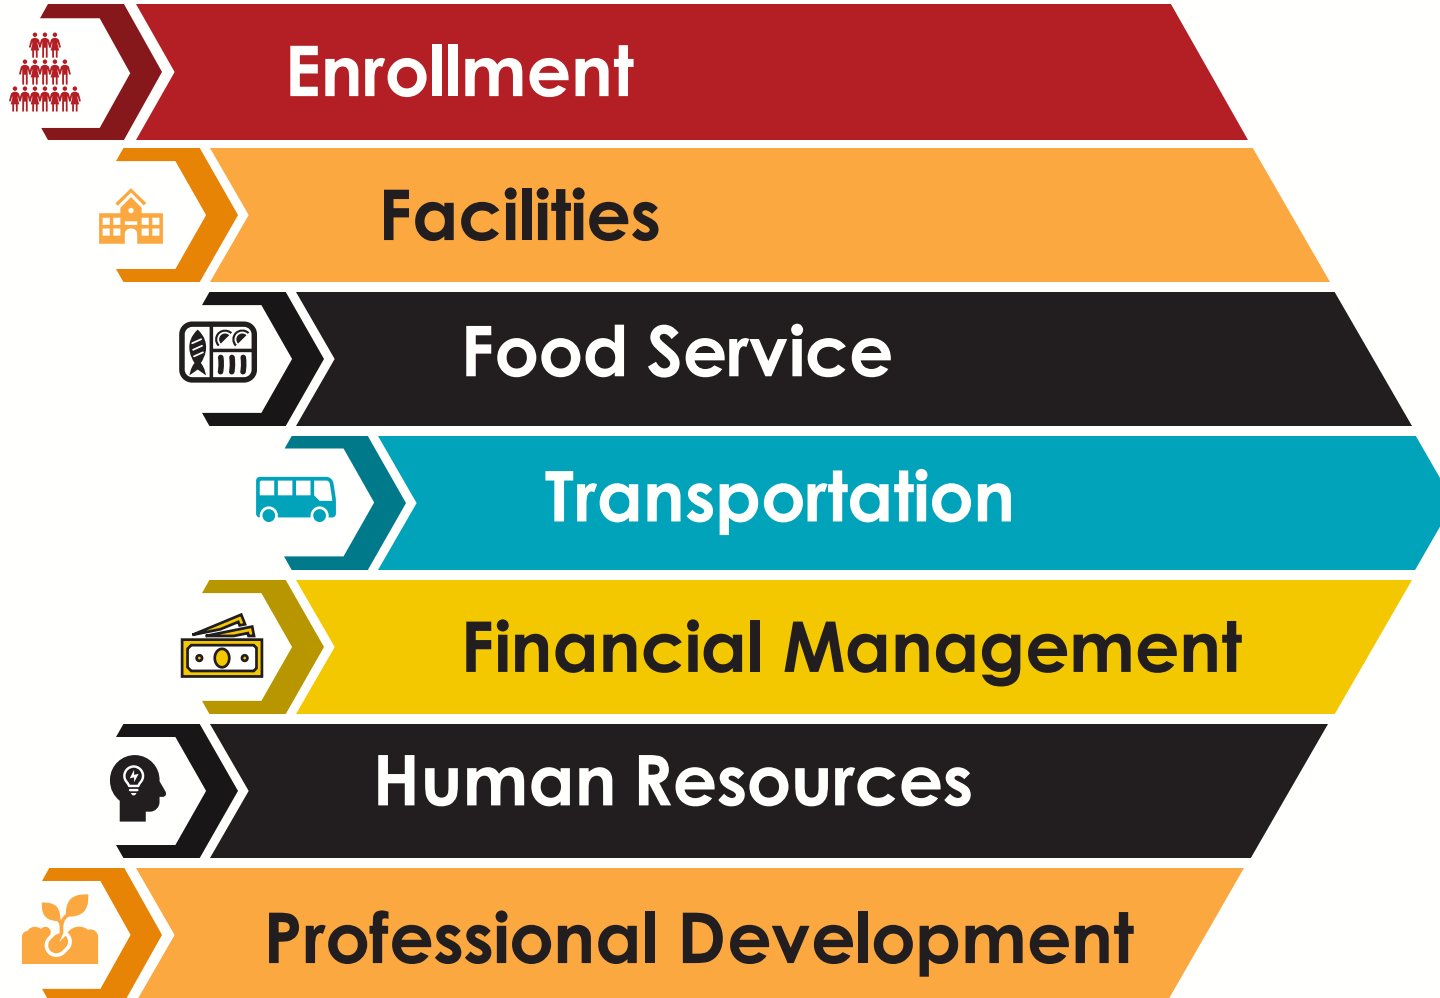 Enrollment
Facilities
Food Service
Transportation
Financial Management
Human Resources
Professional Development